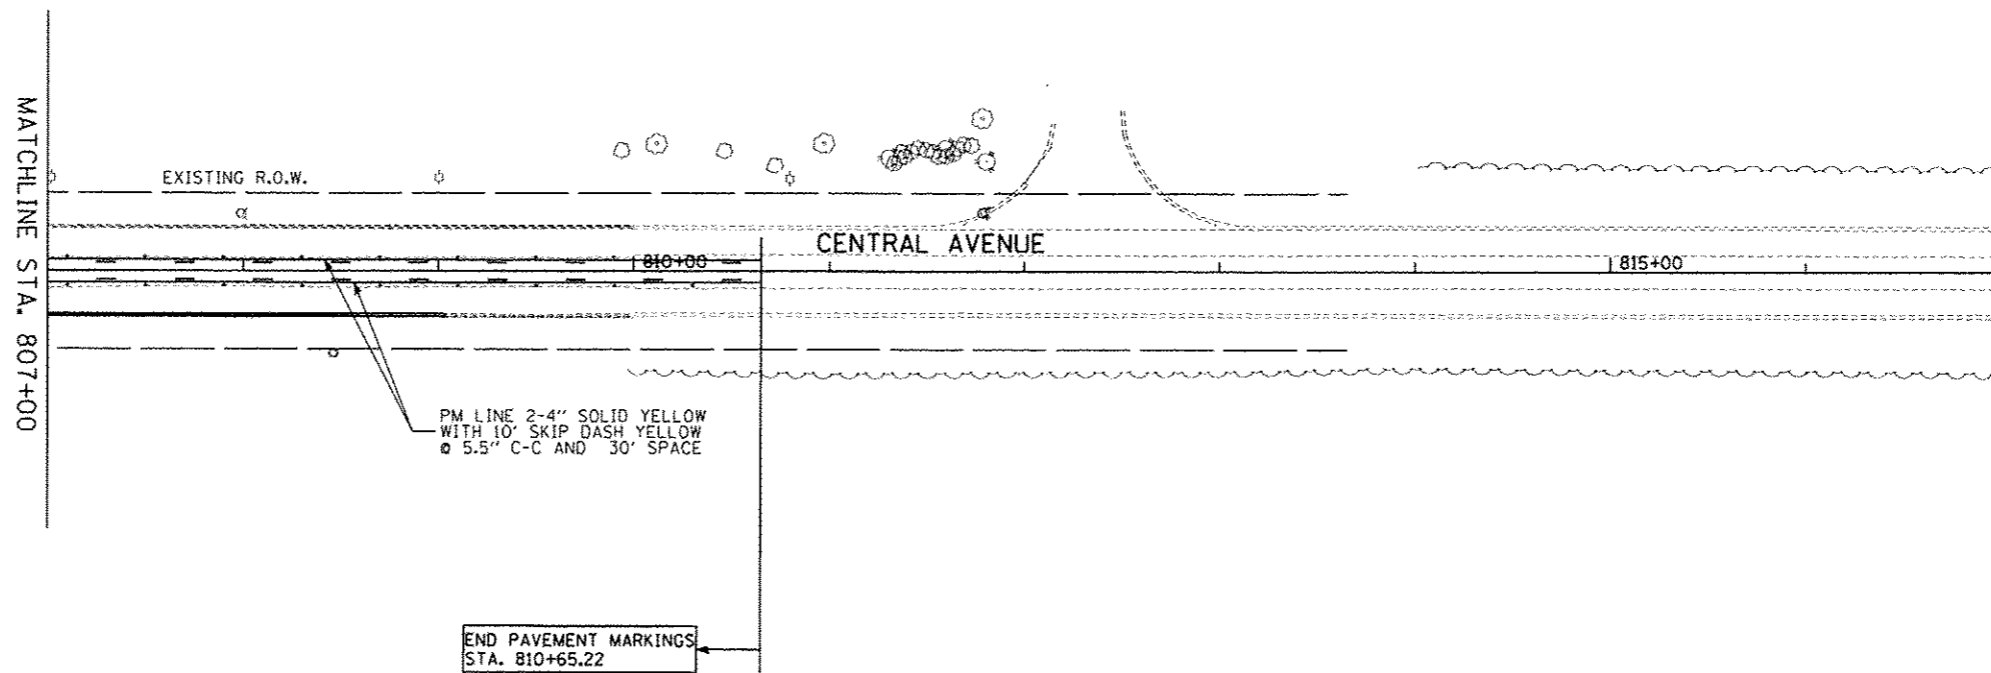 MATCHLINE STA. 807+00
EXISTING R.O.W.
CENTRAL AVENUE
810+00
815+00
PM LINE 2-4" SOLID YELLOW
WITH 10' SKIP DASH YELLOW
@ 5.5" C-C AND 30' SPACE
END PAVEMENT MARKINGS
STA. 810+65.22